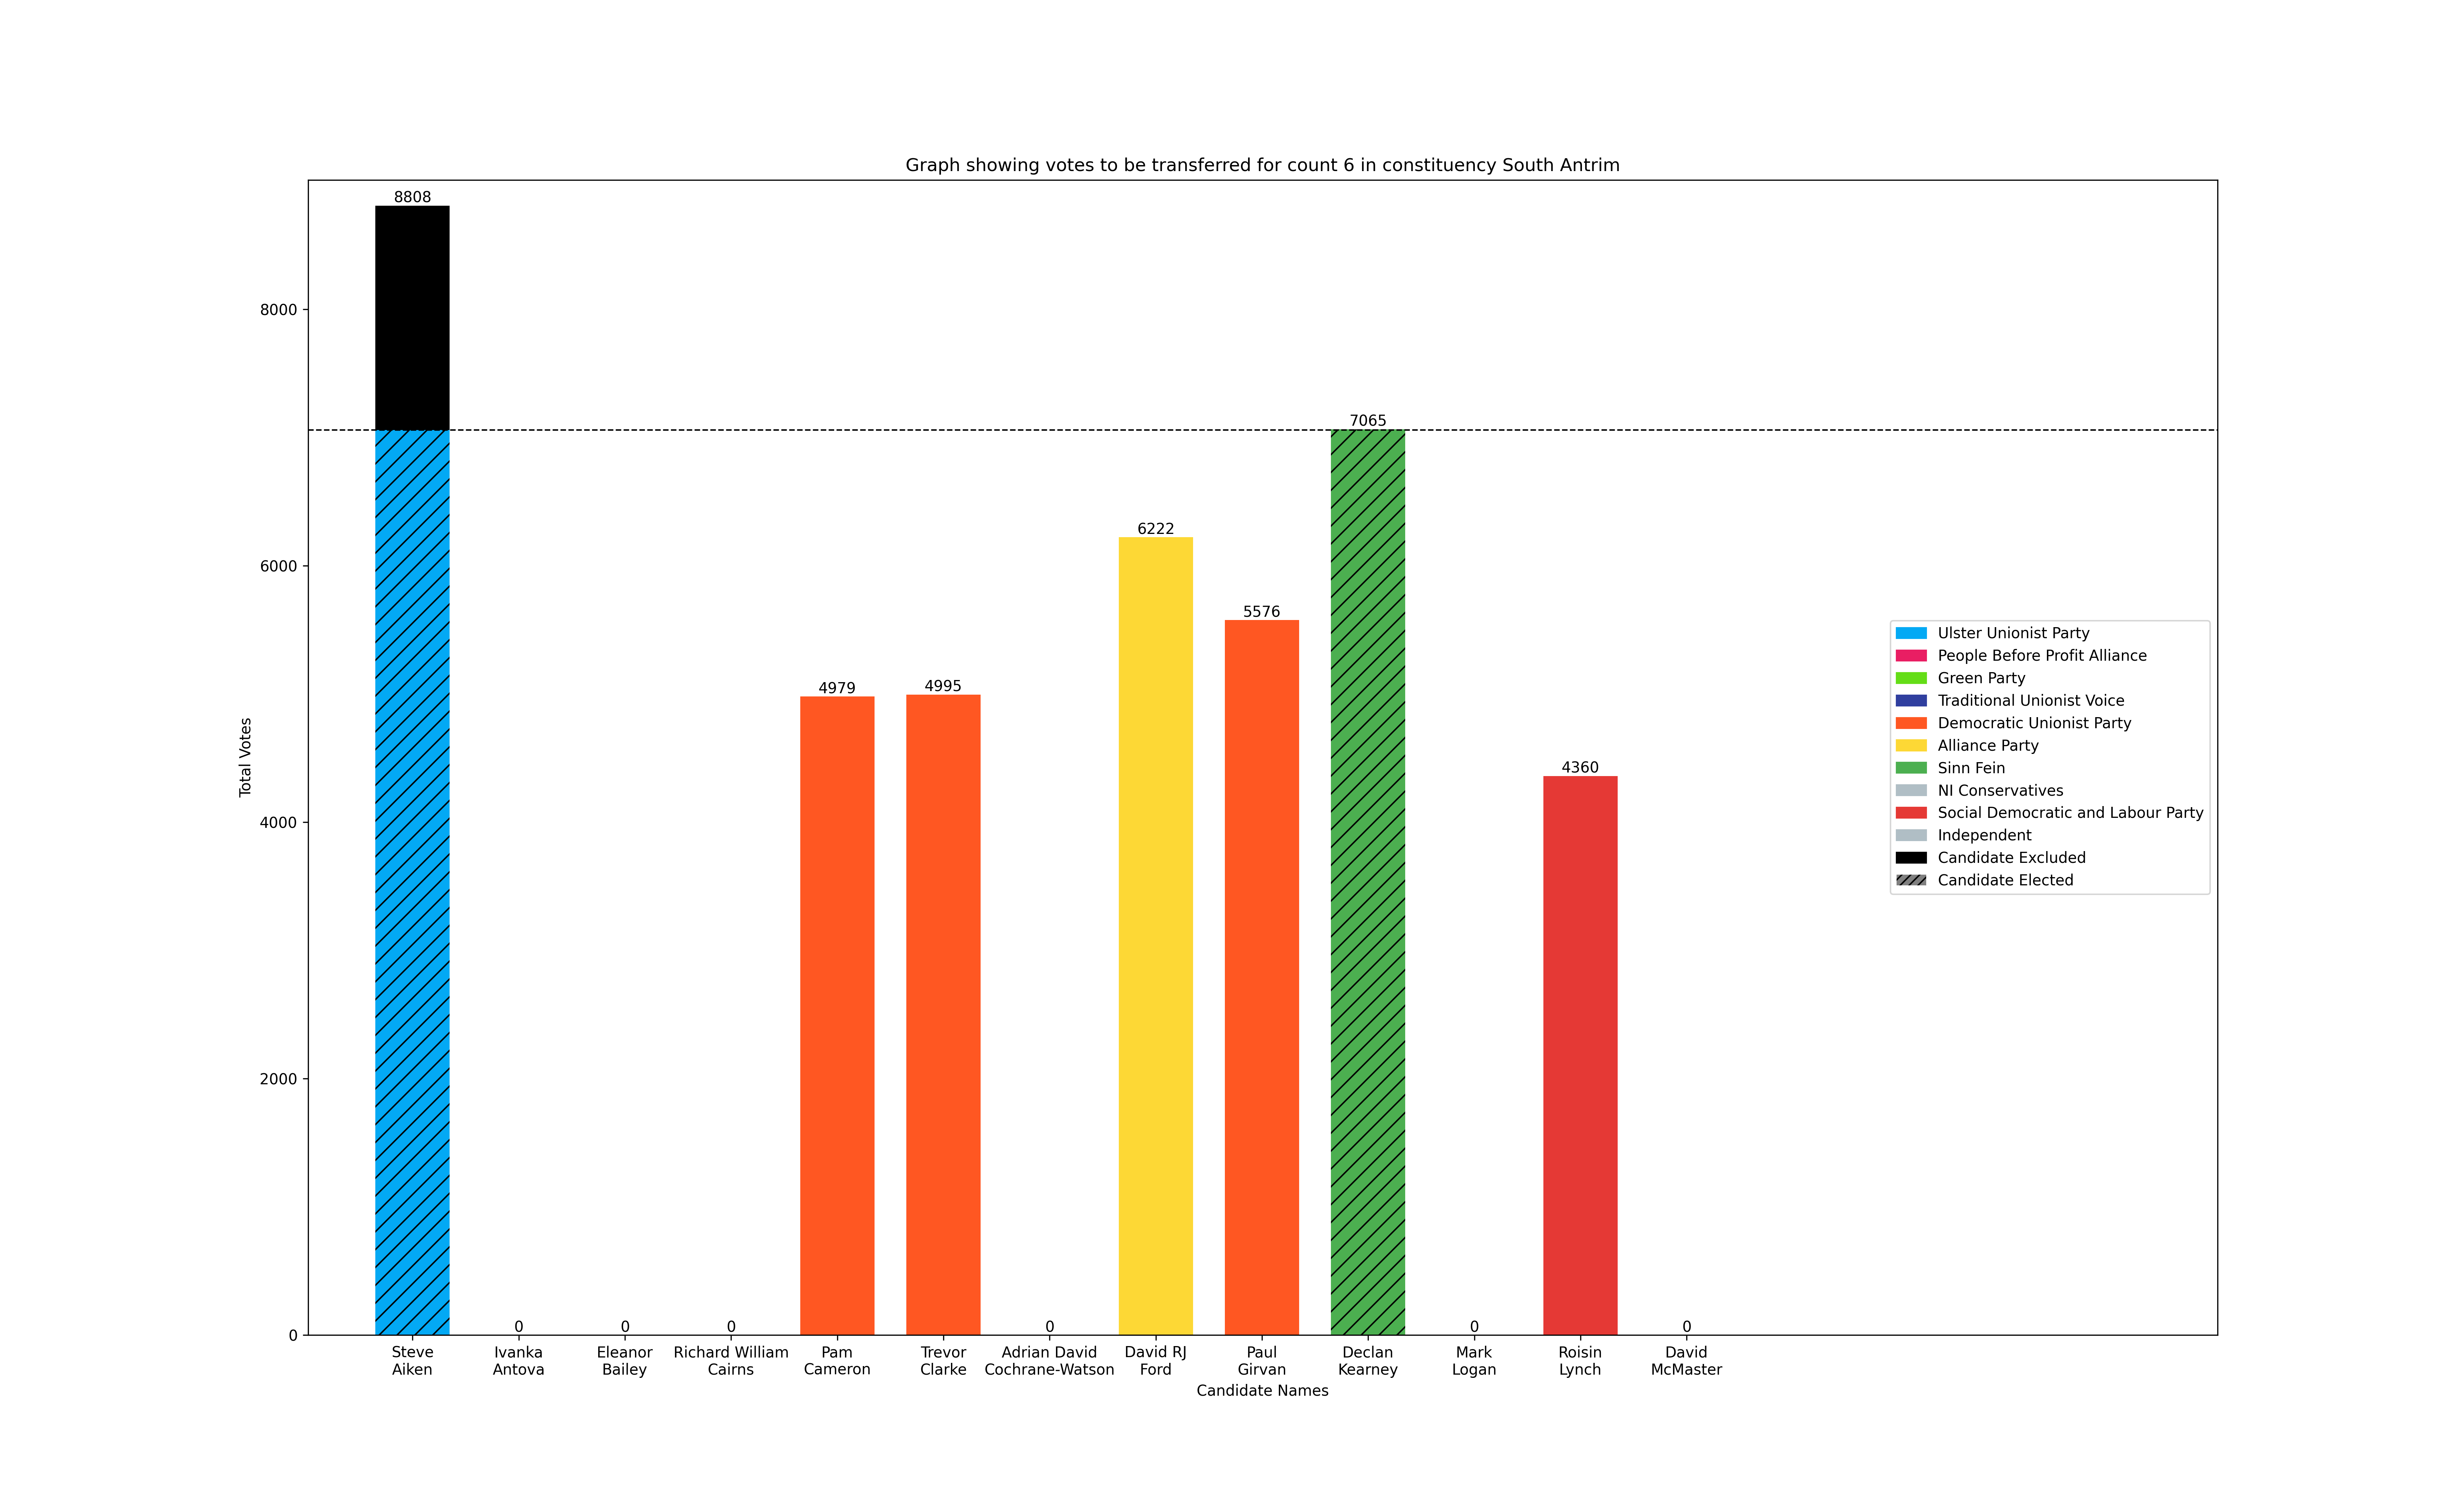 Graph showing votes to be transferred for count 6 in constituency South Antrim
8808
8000
7065
6222
6000
5576
4979
4995
4360
4000
2000
0
0
0
0
0
0
0
Total Votes
Ulster Unionist Party
People Before Profit Alliance
Green Party
Traditional Unionist Voice
Democratic Unionist Party
Alliance Party
Sinn Fein
NI Conservatives
Social Democratic and Labour Party
Independent
Candidate Excluded
Candidate Elected
Steve
Aiken
Ivanka
Antova
Eleanor
Bailey
Richard William
Cairns
Pam
Cameron
Trevor
Clarke
Adrian David
Cochrane-Watson
David RJ
Ford
Paul
Girvan
Declan
Kearney
Mark
Logan
Roisin
Lynch
David
McMaster
Candidate Names